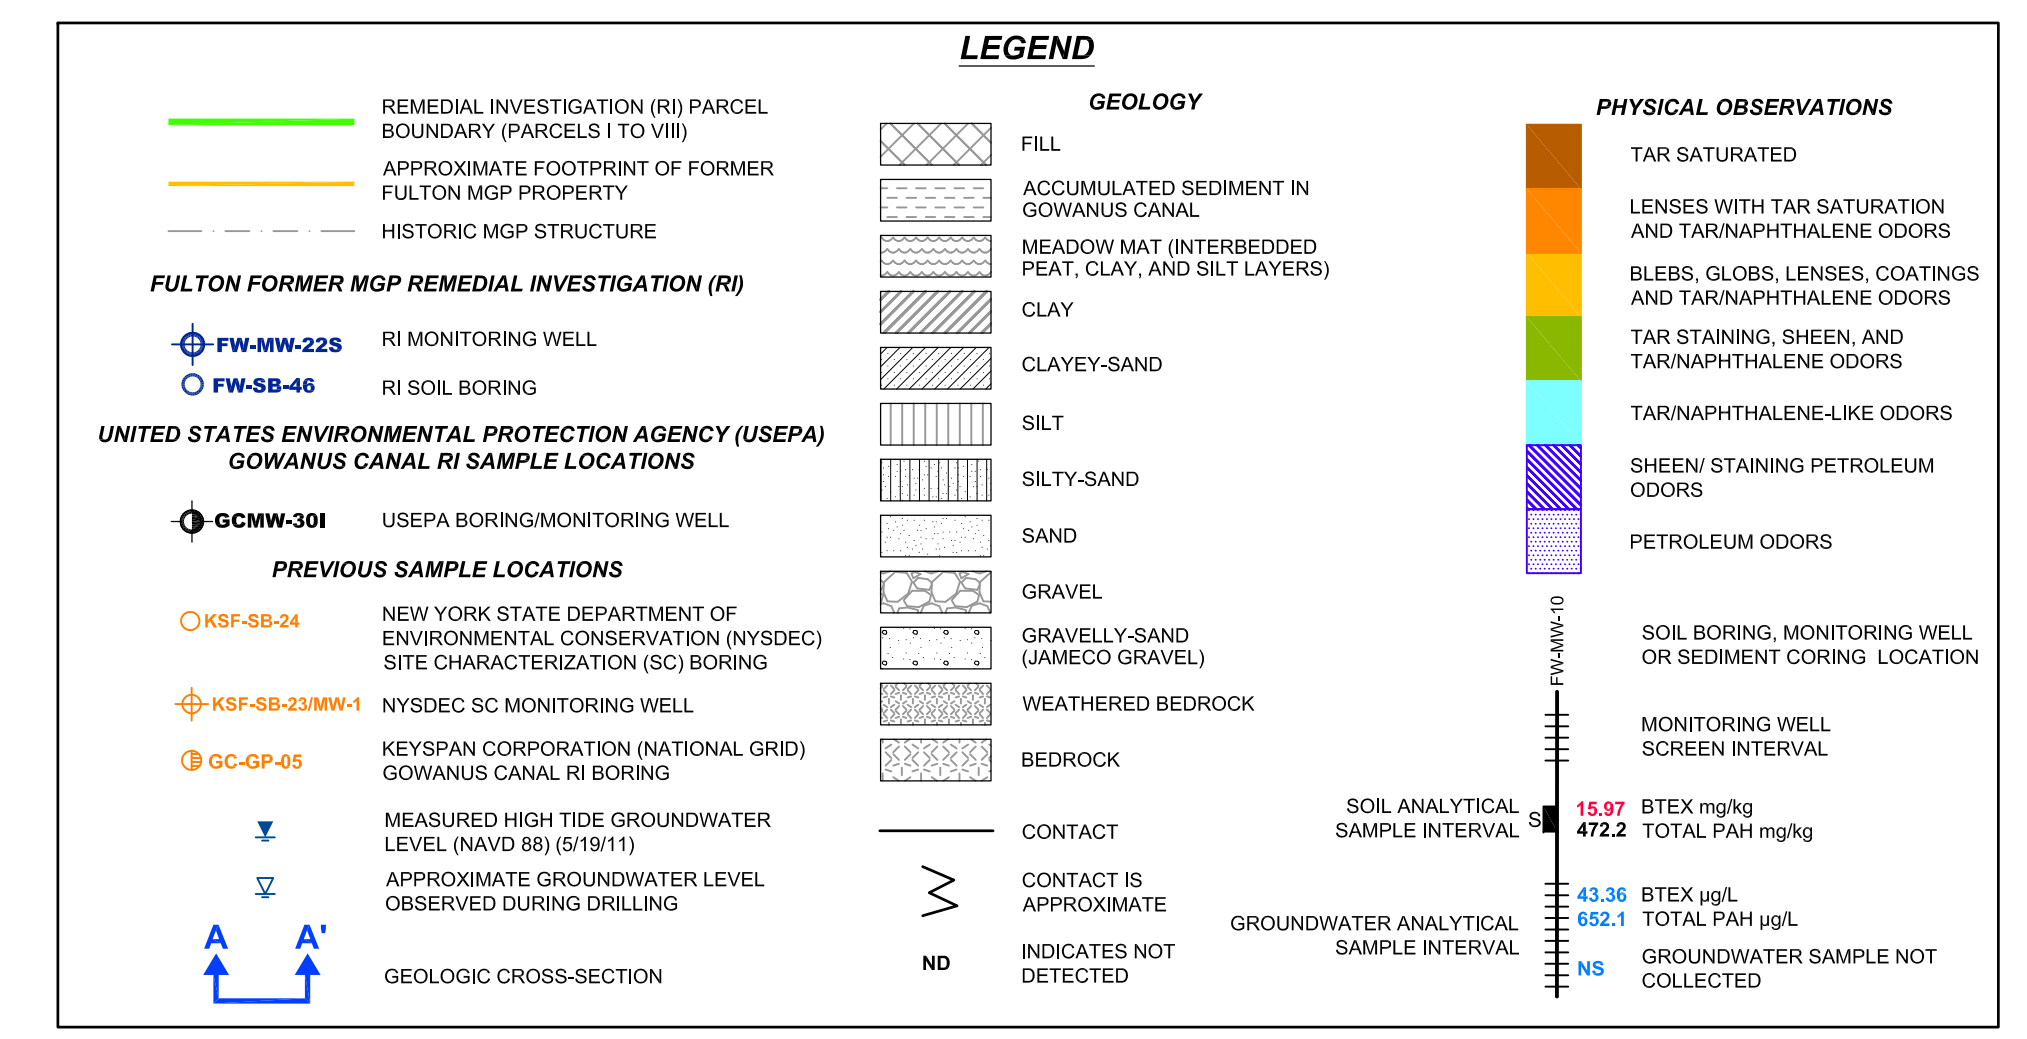 LEGEND
REMEDIAL INVESTIGATION (RI) PARCEL
BOUNDARY (PARCELS I TO VIII)
APPROXIMATE FOOTPRINT OF FORMER
FULTON MGP PROPERTY
HISTORIC MGP STRUCTURE
FULTON FORMER MGP REMEDIAL INVESTIGATION (RI)
FW-MW-22S RI MONITORING WELL
FW-SB-46 RI SOIL BORING
UNITED STATES ENVIRONMENTAL PROTECTION AGENCY (USEPA)
GOWANUS CANAL RI SAMPLE LOCATIONS
GCMW-30I USEPA BORING/MONITORING WELL
PREVIOUS SAMPLE LOCATIONS
KSF-SB-24
NEW YORK STATE DEPARTMENT OF
ENVIRONMENTAL CONSERVATION (NYSDEC)
SITE CHARACTERIZATION (SC) BORING
KSF-SB-23/MW-1 NYSDEC SC MONITORING WELL
GC-GP-05
KEYSPAN CORPORATION (NATIONAL GRID)
GOWANUS CANAL RI BORING
MEASURED HIGH TIDE GROUNDWATER
LEVEL (NAVD 88) (5/19/11)
APPROXIMATE GROUNDWATER LEVEL
OBSERVED DURING DRILLING
A A'
GEOLOGIC CROSS-SECTION
GEOLOGY
FILL
ACCUMULATED SEDIMENT IN
GOWANUS CANAL
MEADOW MAT (INTERBEDDED
PEAT, CLAY, AND SILT LAYERS)
CLAY
CLAYEY-SAND
SILT
SILTY-SAND
SAND
GRAVEL
GRAVELLY-SAND
(JAMECO GRAVEL)
WEATHERED BEDROCK
BEDROCK
CONTACT
CONTACT IS
APPROXIMATE
ND
INDICATES NOT
DETECTED
PHYSICAL OBSERVATIONS
TAR SATURATED
LENSES WITH TAR SATURATION
AND TAR/NAPHTHALENE ODORS
BLEBS, GLOBS, LENSES, COATINGS
AND TAR/NAPHTHALENE ODORS
TAR STAINING, SHEEN, AND
TAR/NAPHTHALENE ODORS
TAR/NAPHTHALENE-LIKE ODORS
SHEEN/ STAINING PETROLEUM
ODORS
PETROLEUM ODORS
FW-MW-10
SOIL BORING, MONITORING WELL
OR SEDIMENT CORING LOCATION
MONITORING WELL
SCREEN INTERVAL
SOIL ANALYTICAL
SAMPLE INTERVAL
S
15.97 BTEX mg/kg
472.2 TOTAL PAH mg/kg
GROUNDWATER ANALYTICAL
SAMPLE INTERVAL
43.36 BTEX µg/L
652.1 TOTAL PAH µg/L
NS
GROUNDWATER SAMPLE NOT
COLLECTED